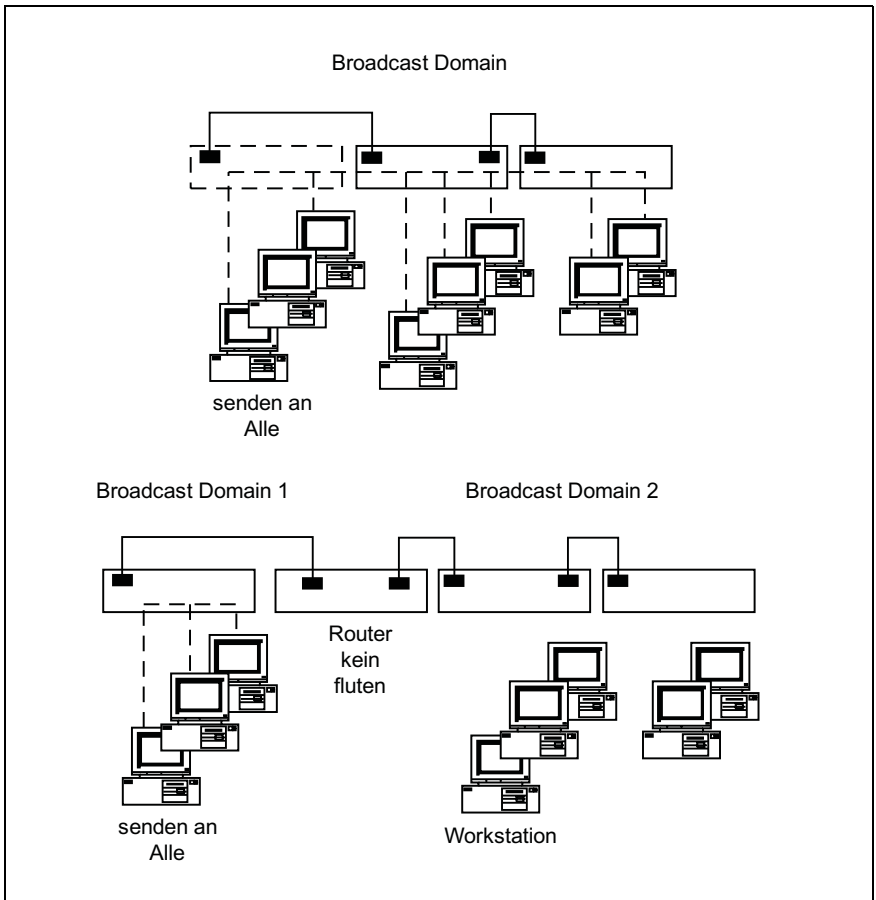 Broadcast Domain
senden an
Alle
Broadcast Domain 1
Broadcast Domain 2
Router
kein
fluten
senden an
Alle
Workstation